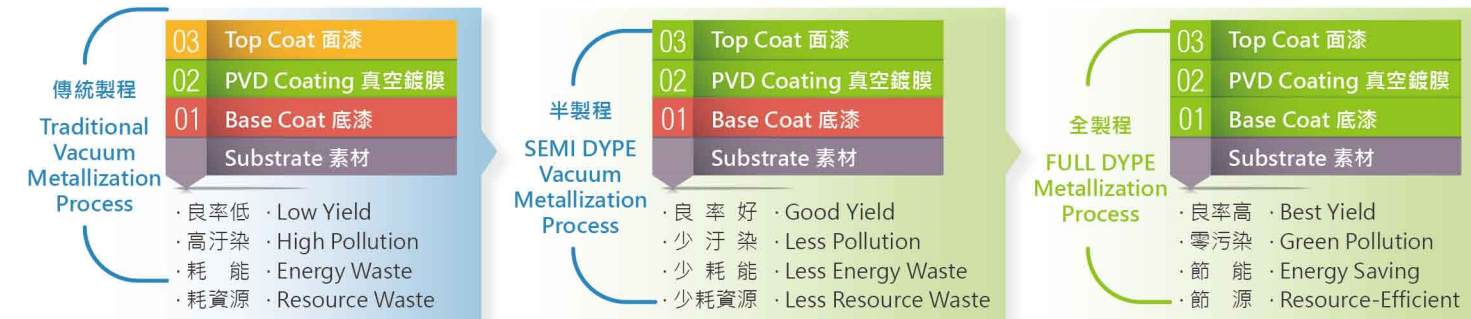 傳統製程
Traditional
Vacuum
Metallization
Process
03 Top Coat 面漆
02 PVD Coating 真空鍍膜
01 Base Coat 底漆
Substrate 素材
·良率低 ·Low Yield
·高汙染 ·High Pollution
·耗 能 ·Energy Waste
·耗資源 ·Resource Waste
半製程
SEMI DYPE
Vacuum
Metallization
Process
03 Top Coat 面漆
02 PVD Coating 真空鍍膜
01 Base Coat 底漆
Substrate 素材
·良 率 好 ·Good Yield
·少 汙 染 ·Less Pollution
·少 耗 能 ·Less Energy Waste
·少耗資源 ·Less Resource Waste
全製程
FULL DYPE
Metallization
Process
03 Top Coat 面漆
02 PVD Coating 真空鍍膜
01 Base Coat 底漆
Substrate 素材
·良率高 ·Best Yield
·零污染 ·Green Pollution
·節 能 ·Energy Saving
·節 源 ·Resource-Efficient